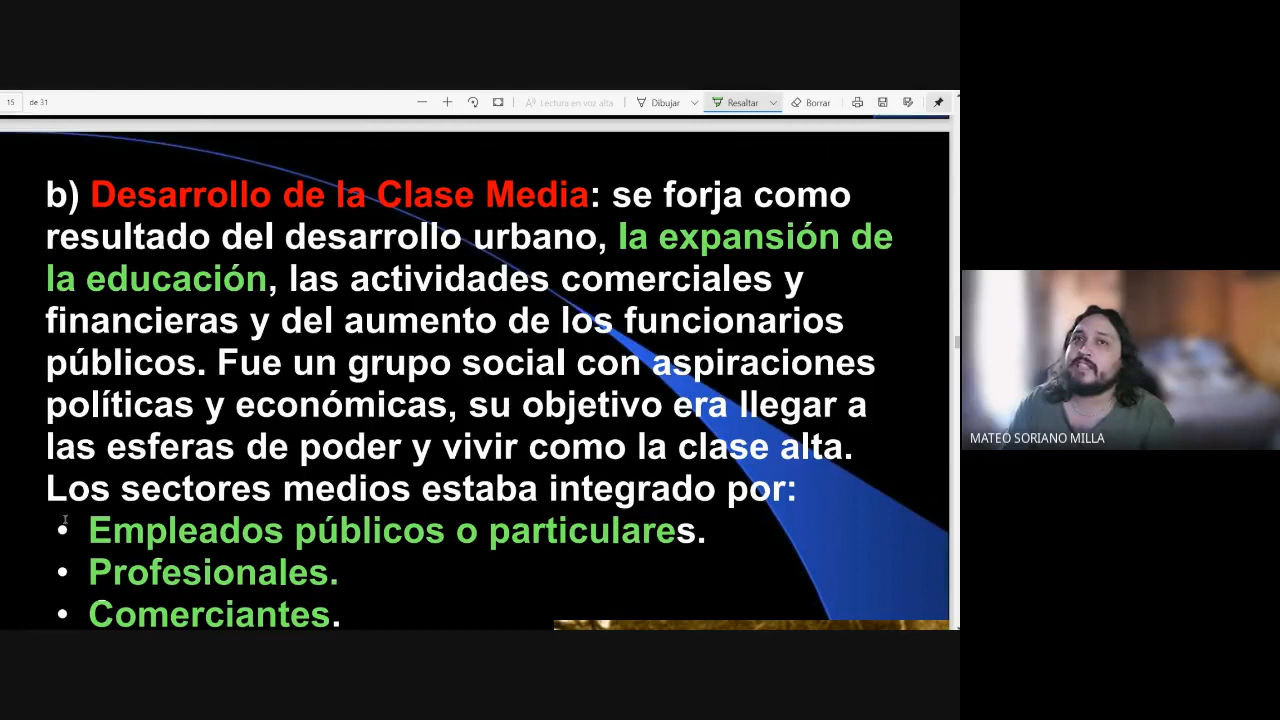 15 de 31 Lectura en voz alta Dibujar Resaltar Borrar
b) Desarrollo de la Clase Media: se forja como
resultado del desarrollo urbano, la expansión de
la educación, las actividades comerciales y
financieras y del aumento de los funcionarios
públicos. Fue un grupo social con aspiraciones
políticas y económicas, su objetivo era llegar a
las esferas de poder y vivir como la clase alta.
Los sectores medios estaba integrado por:
• Empleados públicos o particulares.
• Profesionales.
• Comerciantes.
MATEO SORIANO MILLA